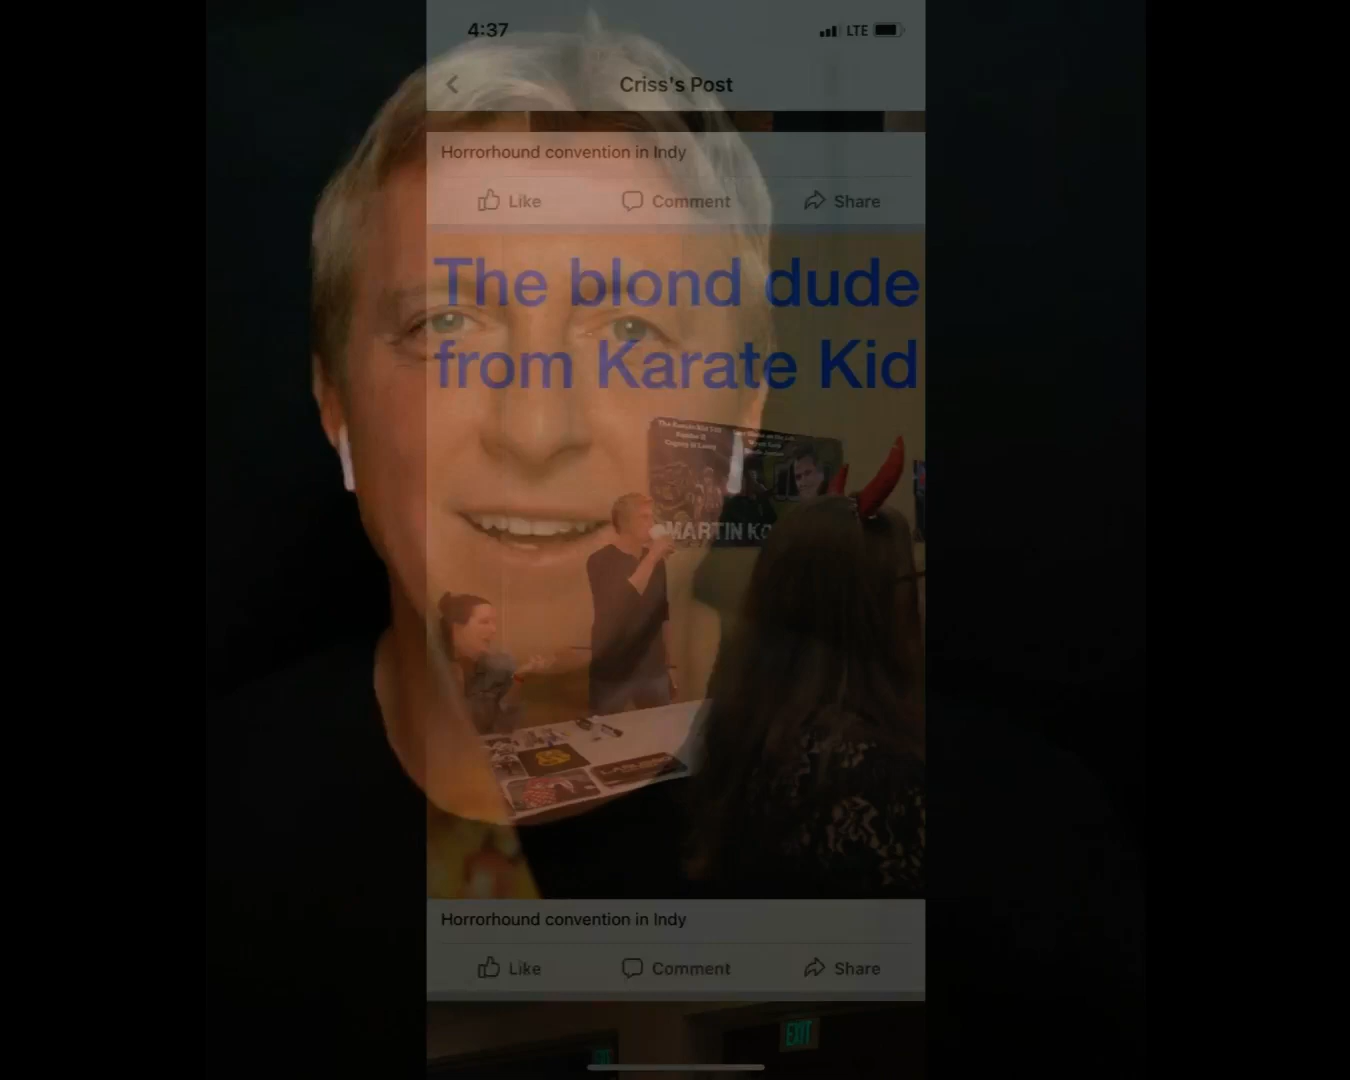 4:37
LTE
Criss's Post
Horrorhound convention in Indy
Like
Comment
Share
The blond dude
from Karate Kid
MARTIN KO
Horrorhound convention in Indy
Like
Comment
Share
EXIT